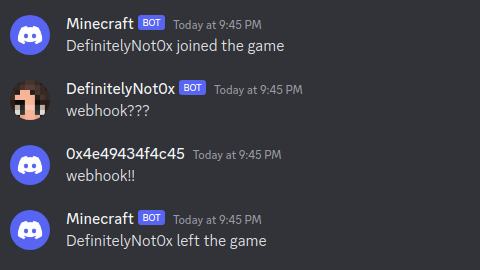 Minecraft BOT Today at 9:45 PM
DefinitelyNot0x joined the game
DefinitelyNot0x BOT Today at 9:45 PM
webhook???
0x4e49434f4c45 Today at 9:45 PM
webhook!!
Minecraft BOT Today at 9:45 PM
DefinitelyNot0x left the game